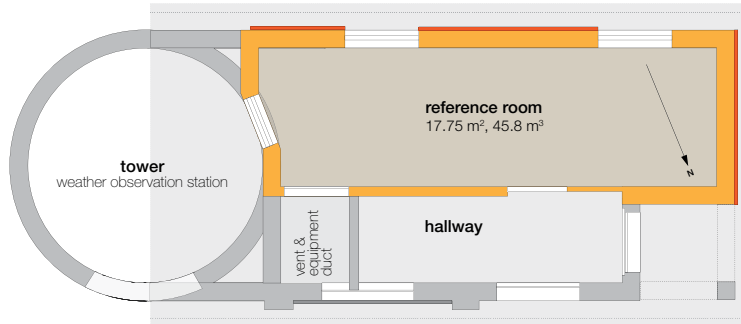 reference room
17.75 m², 45.8 m³
N
tower
weather observation station
hallway
vent &
equipment
duct